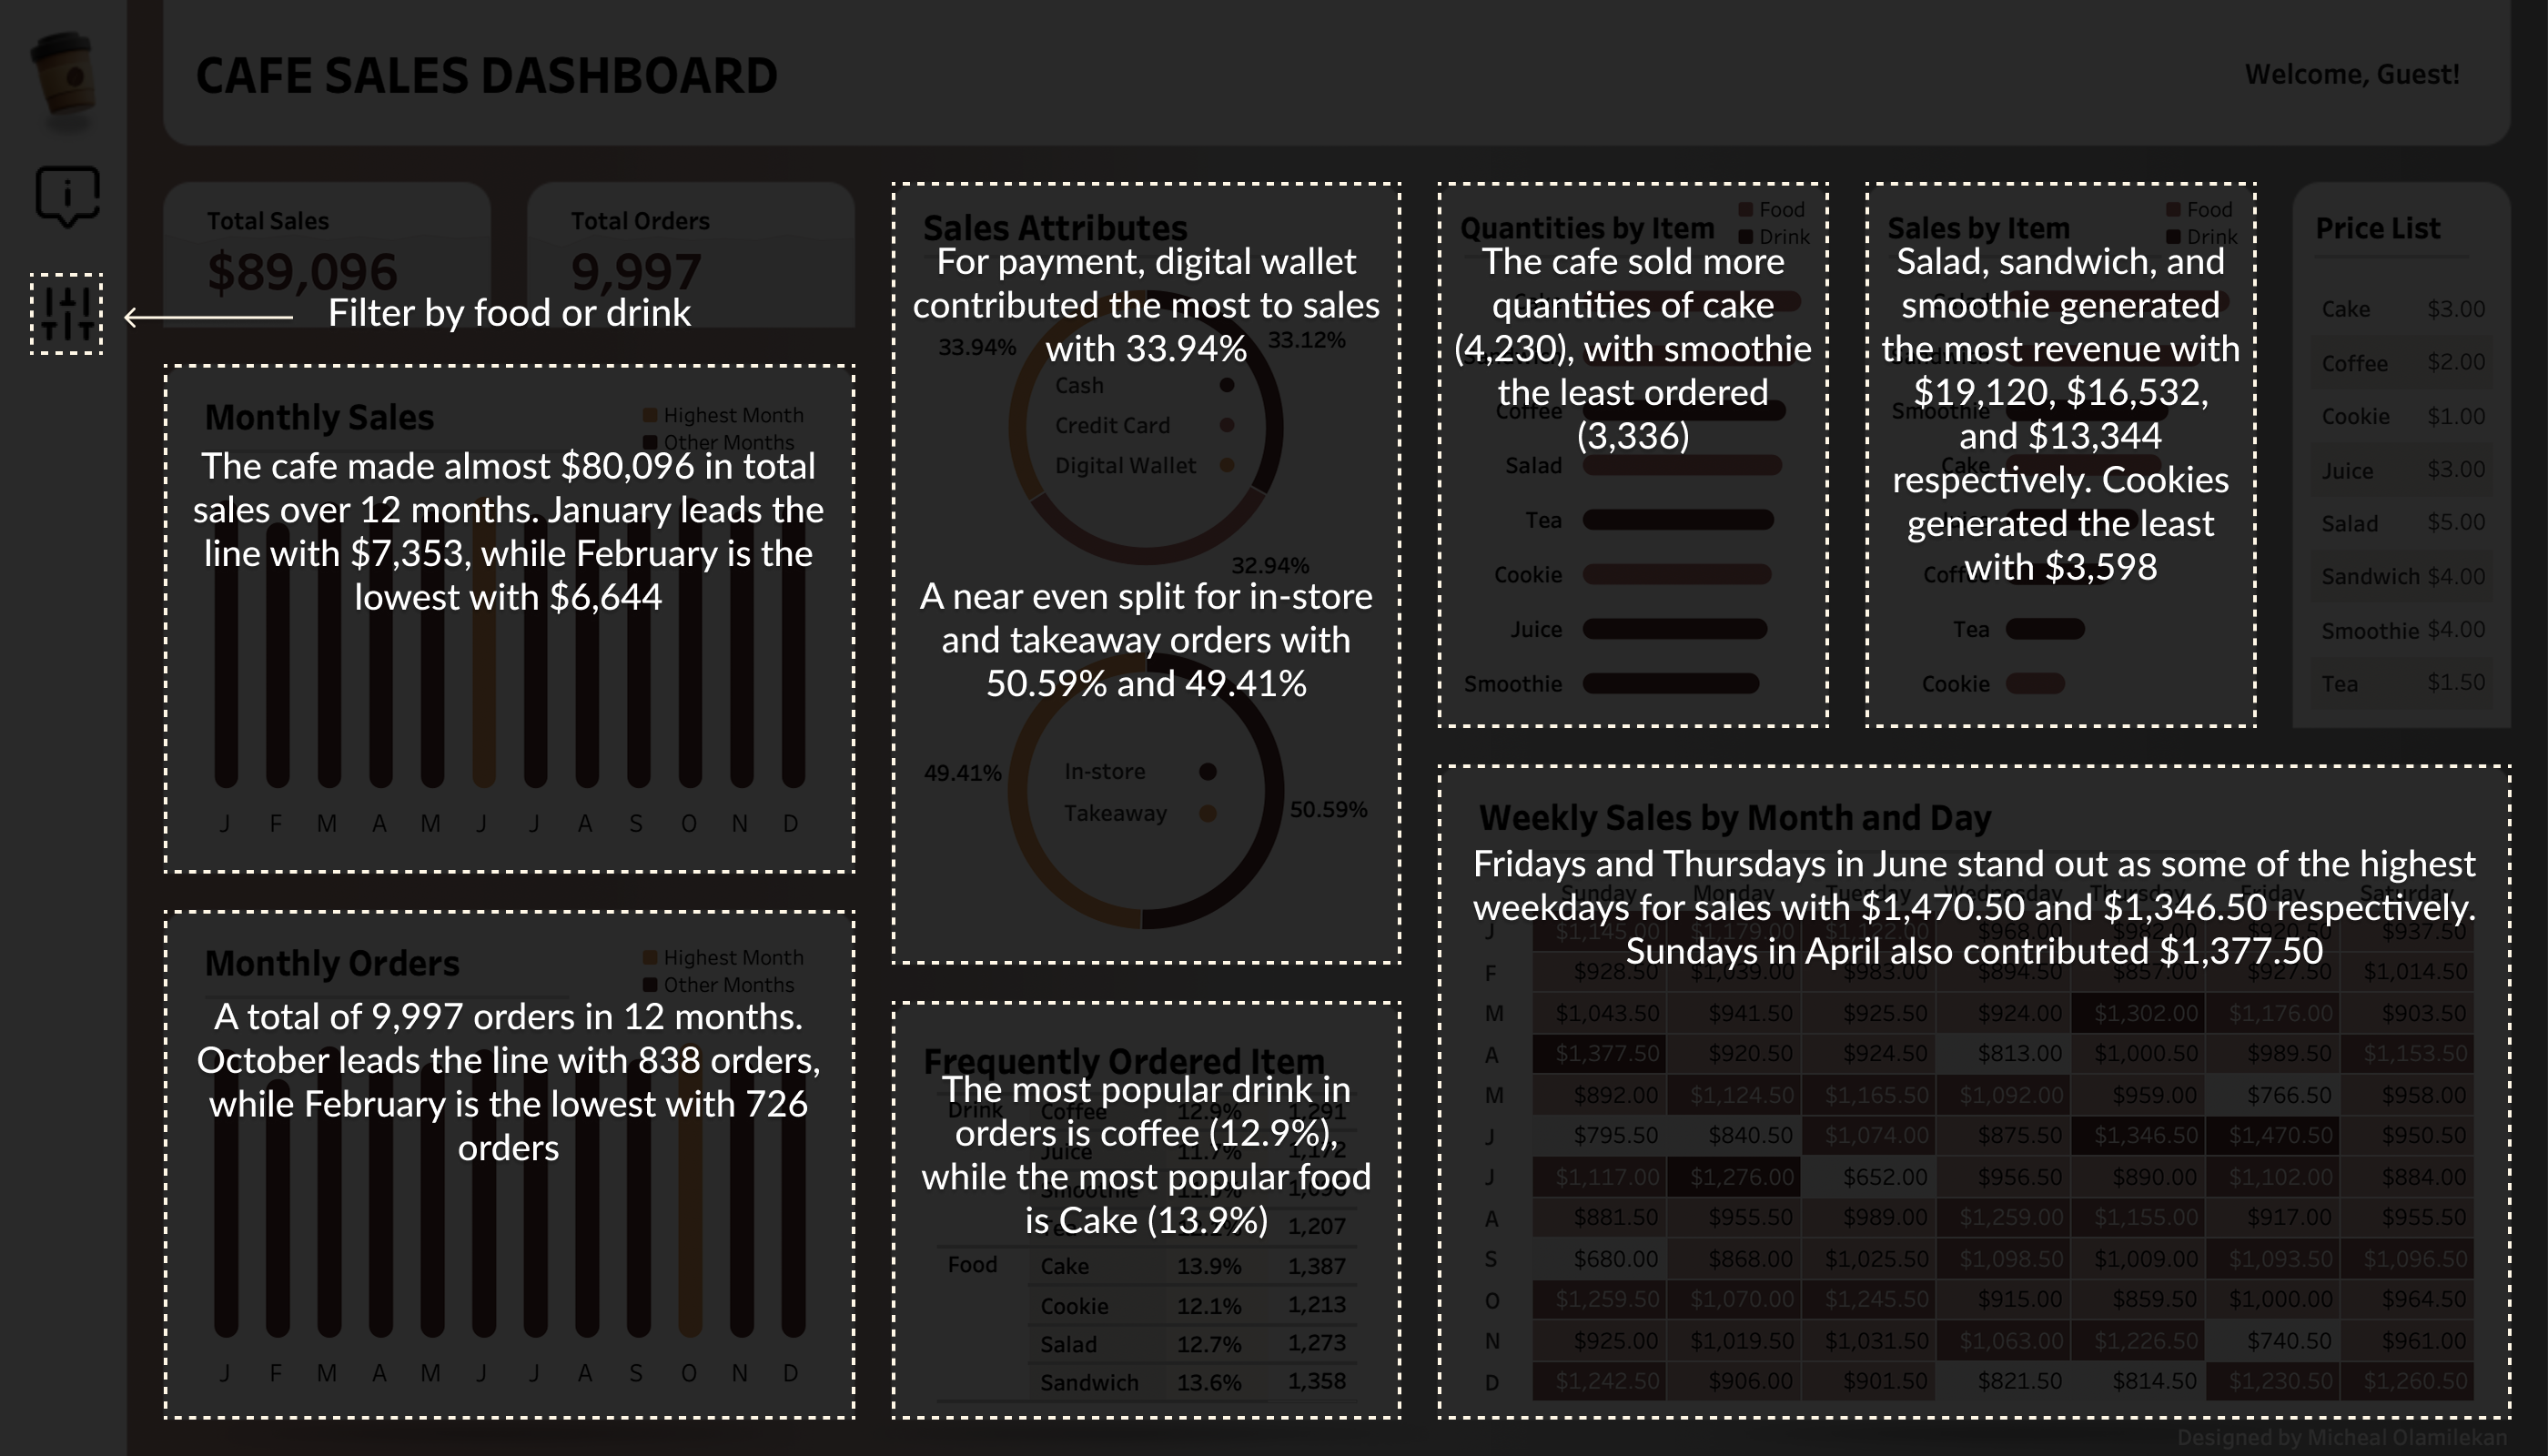 CAFE SALES DASHBOARD
Welcome, Guest!
Total Sales
$89,096
Total Orders
9,997
Filter by food or drink
Monthly Sales
Highest Month
Other Months
The cafe made almost $80,096 in total
sales over 12 months. January leads the
line with $7,353, while February is the
lowest with $6,644
J F M A M J J A S O N D
Monthly Orders
Highest Month
Other Months
A total of 9,997 orders in 12 months.
October leads the line with 838 orders,
while February is the lowest with 726
orders
J F M A M J J A S O N D
Sales Attributes
For payment, digital wallet
contributed the most to sales
with 33.94%
33.94%
33.12%
Cash
Credit Card
Digital Wallet
32.94%
A near even split for in-store
and takeaway orders with
50.59% and 49.41%
49.41%
In-store
Takeaway
50.59%
Frequently Ordered Item
The most popular drink in
orders is coffee (12.9%),
while the most popular food
is Cake (13.9%)
Drink Coffee 12.9% 1,291
Juice 11.7% 1,172
Smoothie
Tea 1,207
Food Cake 13.9% 1,387
Cookie 12.1% 1,213
Salad 12.7% 1,273
Sandwich 13.6% 1,358
Quantities by Item
Food
Drink
The cafe sold more
quantities of cake
(4,230), with smoothie
the least ordered
(3,336)
Coffee
Salad
Tea
Cookie
Juice
Smoothie
Sales by Item
Food
Drink
Salad, sandwich, and
smoothie generated
the most revenue with
$19,120, $16,532,
and $13,344
respectively. Cookies
generated the least
with $3,598
Smoothie
Cake
Coffee
Tea
Cookie
Price List
Cake $3.00
Coffee $2.00
Cookie $1.00
Juice $3.00
Salad $5.00
Sandwich $4.00
Smoothie $4.00
Tea $1.50
Weekly Sales by Month and Day
Fridays and Thursdays in June stand out as some of the highest
weekdays for sales with $1,470.50 and $1,346.50 respectively.
Sundays in April also contributed $1,377.50
Sunday Monday Tuesday Wednesday Thursday Friday Saturday
J $1,145.00 $1,179.00 $1,122.00 $968.00 $982.00 $920.50 $937.50
F $928.50 $1,039.00 $983.00 $894.50 $857.00 $927.50 $1,014.50
M $1,043.50 $941.50 $925.50 $924.00 $1,302.00 $1,176.00 $903.50
A $1,377.50 $920.50 $924.50 $813.00 $1,000.50 $989.50 $1,153.50
M $892.00 $1,124.50 $1,165.50 $1,092.00 $959.00 $766.50 $958.00
J $795.50 $840.50 $1,074.00 $875.50 $1,346.50 $1,470.50 $950.50
J $1,117.00 $1,276.00 $652.00 $956.50 $890.00 $1,102.00 $884.00
A $881.50 $955.50 $989.00 $1,259.00 $1,155.00 $917.00 $955.50
S $680.00 $868.00 $1,025.50 $1,098.50 $1,009.00 $1,093.50 $1,096.50
O $1,259.50 $1,070.00 $1,245.50 $915.00 $859.50 $1,000.00 $964.50
N $925.00 $1,019.50 $1,031.50 $1,063.00 $1,226.50 $740.50 $961.00
D $1,242.50 $906.00 $901.50 $821.50 $814.50 $1,230.50 $1,260.50
Designed by Micheal Olamilekan